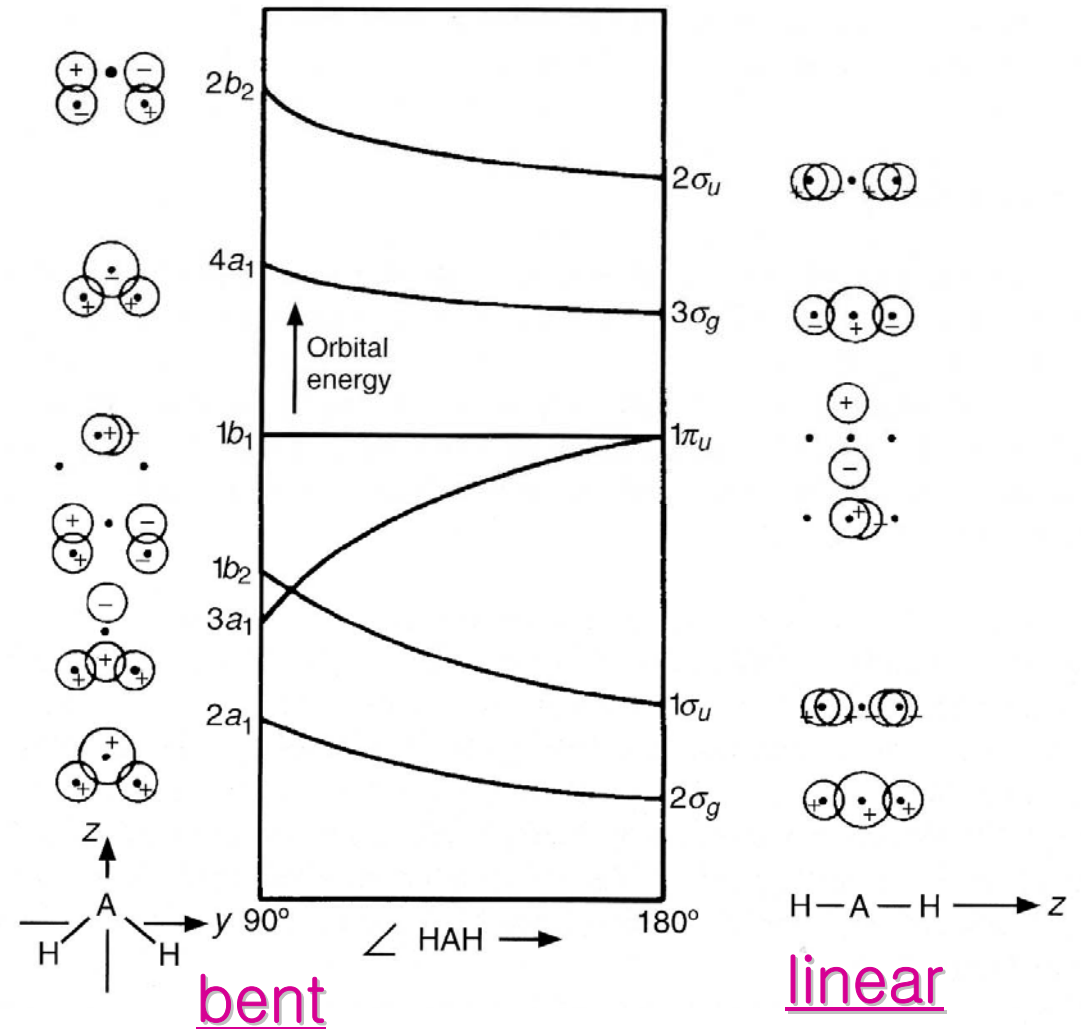 2b₂
4a₁
1b₁
1b₂
3a₁
2a₁
Orbital
energy
2σᵤ
3σg
1πᵤ
1σᵤ
2σg
+ −
− +
−
+ +
+ +
+ −
+ −
−
+
+ +
+
+ +
+ − + −
− + −
+
−
+ −
+ + − −
+ + +
z
A
H H
y
90°
180°
∠ HAH
H—A—H
z
bent
linear